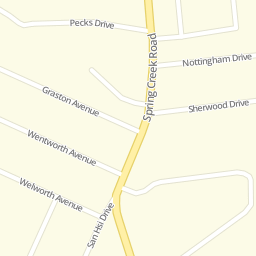 Pecks Drive
Spring Creek Road
Nottingham Drive
Graston Avenue
Sherwood Drive
Wentworth Avenue
Welworth Avenue
San Hsi Drive